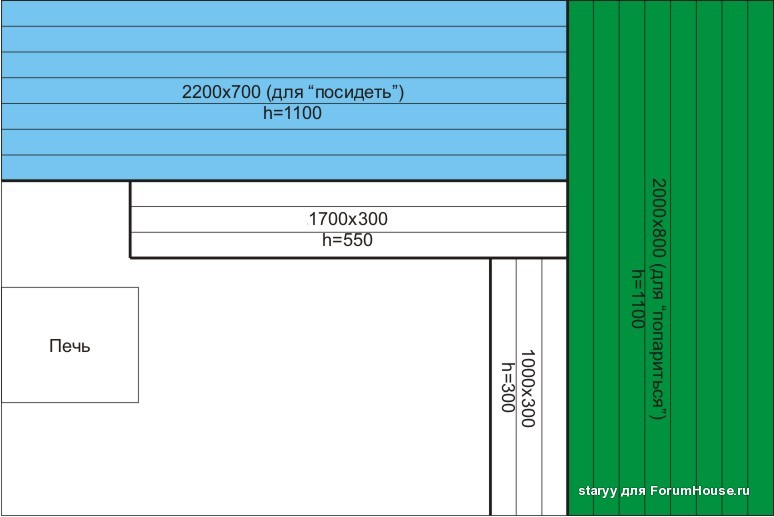 2200x700 (для “посидеть”)
h=1100
1700x300
h=550
2000x800 (для “попариться”)
h=1100
Печь
1000x300
h=300
staryy для ForumHouse.ru